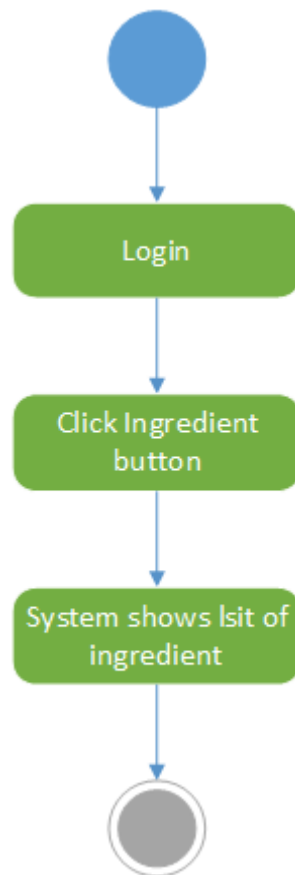 Login
Click Ingredient
button
System shows lsit of
ingredient